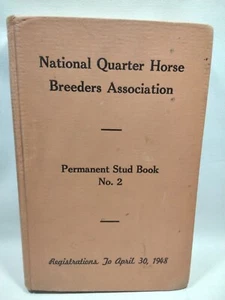 National Quarter Horse
Breeders Association
Permanent Stud Book
No. 2
Registrations To April 30, 1948